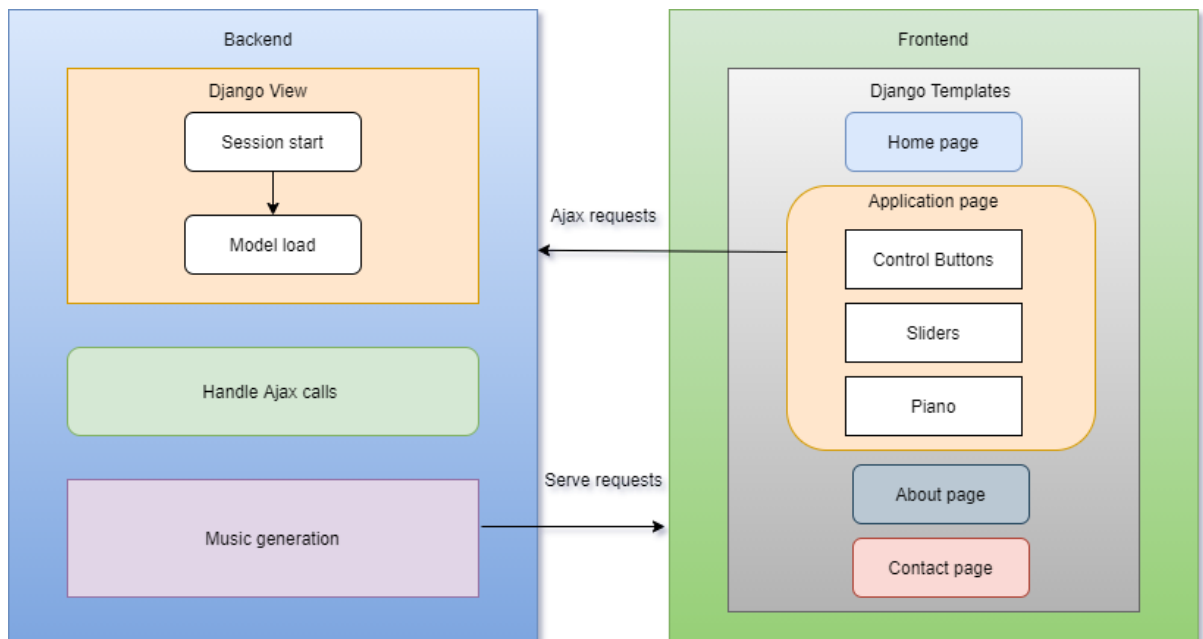 Backend
Django View
Session start
Model load
Handle Ajax calls
Music generation
Ajax requests
Serve requests
Frontend
Django Templates
Home page
Application page
Control Buttons
Sliders
Piano
About page
Contact page